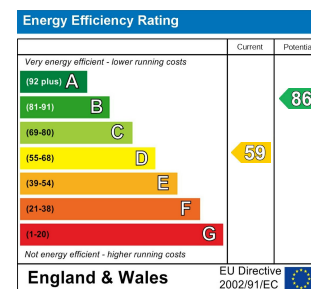 Energy Efficiency Rating
Current Potentia
Very energy efficient - lower running costs
(92 plus) A
(81-91) B
86
(69-80) C
(55-68) D
59
(39-54) E
(21-38) F
(1-20) G
Not energy efficient - higher running costs
England & Wales
EU Directive
2002/91/EC